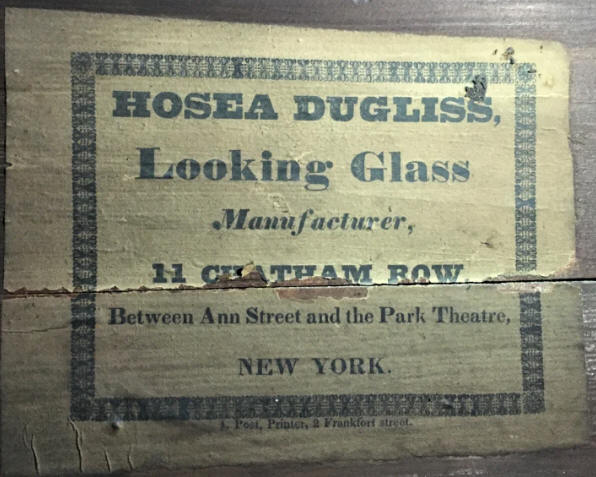 HOSEA DUGLISS,
Looking Glass
Manufacturer,
11 CHATHAM ROW,
Between Ann Street and the Park Theatre,
NEW YORK.
Post, Printer, 2 Frankfort street.